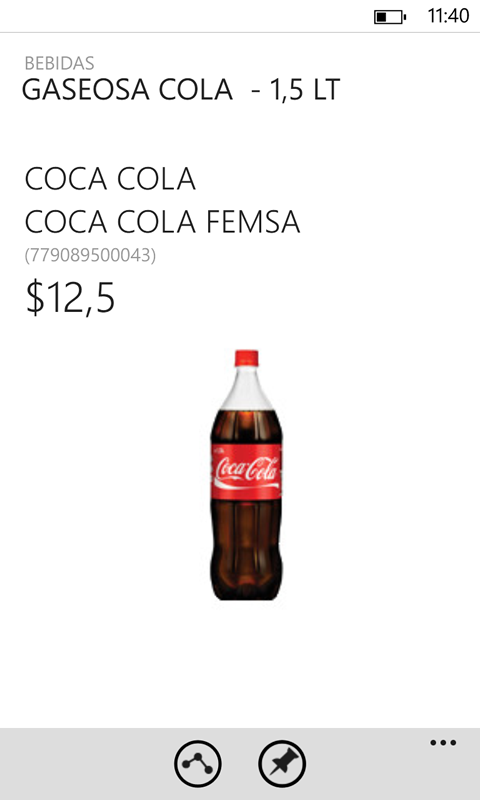 11:40
BEBIDAS
GASEOSA COLA - 1,5 LT
COCA COLA
COCA COLA FEMSA
(779089500043)
$12,5
Coca-Cola